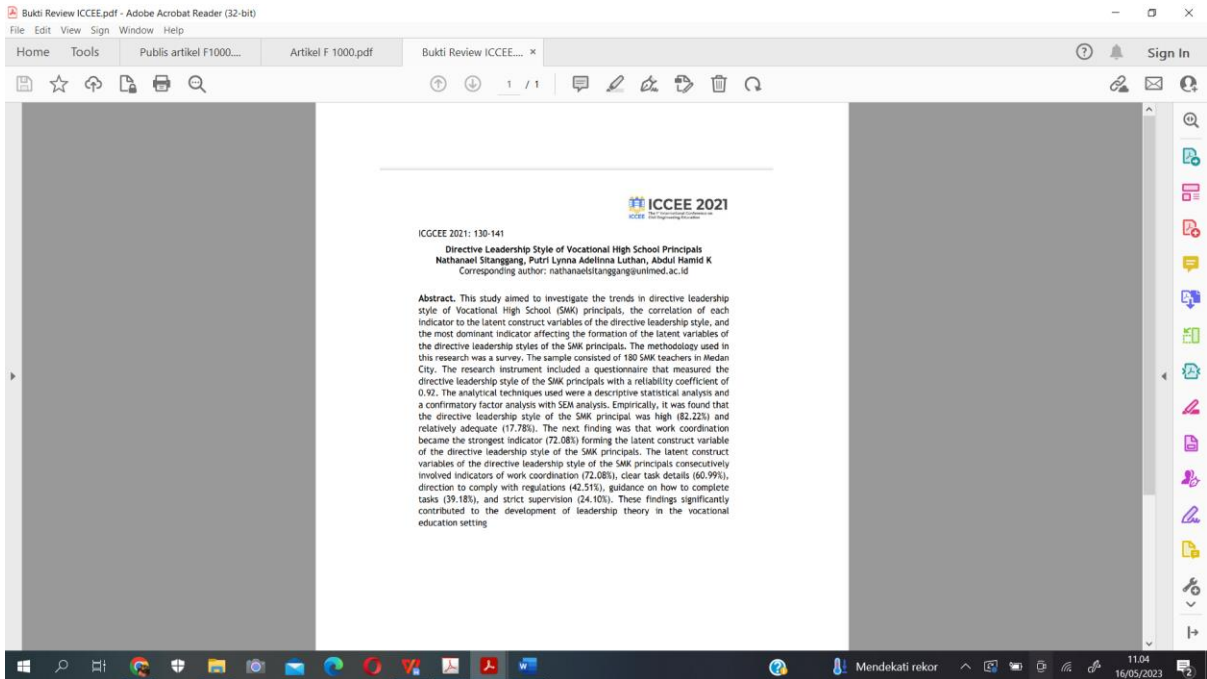 Bukti Review ICCEE.pdf - Adobe Acrobat Reader (32-bit)
File Edit View Sign Window Help
Home Tools Publis artikel F1000.... Artikel F 1000.pdf Bukti Review ICCEE.... × Sign In
1 / 1
ICCEE 2021
ICCEE
ICGCEE 2021: 130-141
Directive Leadership Style of Vocational High School Principals
Nathanael Sitanggang, Putri Lynna Adelinna Luthan, Abdul Hamid K
Corresponding author: nathanaelsitanggang@unimed.ac.id
Abstract. This study aimed to investigate the trends in directive leadership
style of Vocational High School (SMK) principals, the correlation of each
indicator to the latent construct variables of the directive leadership style, and
the most dominant indicator affecting the formation of the latent variables of
the directive leadership styles of the SMK principals. The methodology used in
this research was a survey. The sample consisted of 180 SMK teachers in Medan
City. The research instrument included a questionnaire that measured the
directive leadership style of the SMK principals with a reliability coefficient of
0.92. The analytical techniques used were a descriptive statistical analysis and
a confirmatory factor analysis with SEM analysis. Empirically, it was found that
the directive leadership style of the SMK principal was high (82.22%) and
relatively adequate (17.78%). The next finding was that work coordination
became the strongest indicator (72.08%) forming the latent construct variable
of the directive leadership style of the SMK principals. The latent construct
variables of the directive leadership style of the SMK principals consecutively
involved indicators of work coordination (72.08%), clear task details (60.99%),
direction to comply with regulations (42.51%), guidance on how to complete
tasks (39.18%), and strict supervision (24.10%). These findings significantly
contributed to the development of leadership theory in the vocational
education setting
Mendekati rekor
11.04
16/05/2023